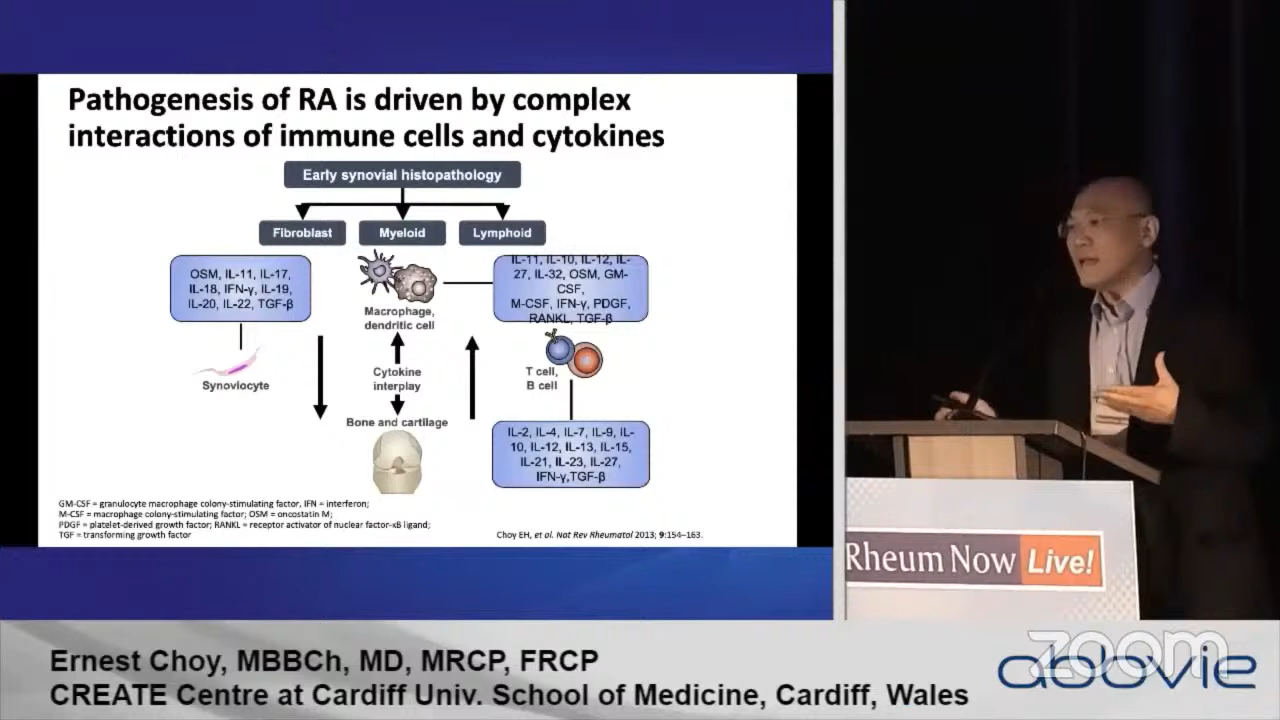 Pathogenesis of RA is driven by complex
interactions of immune cells and cytokines
Early synovial histopathology
Fibroblast
Myeloid
Lymphoid
OSM, IL-11, IL-17,
IL-18, IFN-γ, IL-19,
IL-20, IL-22, TGF-β
Synoviocyte
Macrophage,
dendritic cell
Cytokine
interplay
Bone and cartilage
IL-11, IL-10, IL-12, IL-
27, IL-32, OSM, GM-
CSF,
M-CSF, IFN-γ, PDGF,
RANKL, TGF-β
T cell,
B cell
IL-2, IL-4, IL-7, IL-9, IL-
10, IL-12, IL-13, IL-15,
IL-21, IL-23, IL-27,
IFN-γ,TGF-β
GM-CSF = granulocyte macrophage colony-stimulating factor, IFN = interferon;
M-CSF = macrophage colony-stimulating factor; OSM = oncostatin M;
PDGF = platelet-derived growth factor; RANKL = receptor activator of nuclear factor-κB ligand;
TGF = transforming growth factor
Choy EH, et al. Nat Rev Rheumatol 2013; 9:154–163.
Rheum Now Live!
Ernest Choy, MBBCh, MD, MRCP, FRCP
CREATE Centre at Cardiff Univ. School of Medicine, Cardiff, Wales
zoom
abbvie